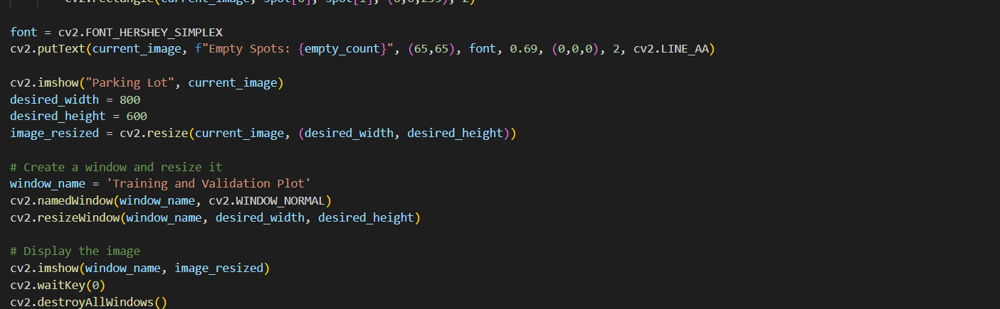 cv2.rectangle(current_image, spot[0], spot[1], (0,0,255), 2)
font = cv2.FONT_HERSHEY_SIMPLEX
cv2.putText(current_image, f"Empty Spots: {empty_count}", (65,65), font, 0.69, (0,0,0), 2, cv2.LINE_AA)
cv2.imshow("Parking Lot", current_image)
desired_width = 800
desired_height = 600
image_resized = cv2.resize(current_image, (desired_width, desired_height))
# Create a window and resize it
window_name = 'Training and Validation Plot'
cv2.namedWindow(window_name, cv2.WINDOW_NORMAL)
cv2.resizeWindow(window_name, desired_width, desired_height)
# Display the image
cv2.imshow(window_name, image_resized)
cv2.waitKey(0)
cv2.destroyAllWindows()